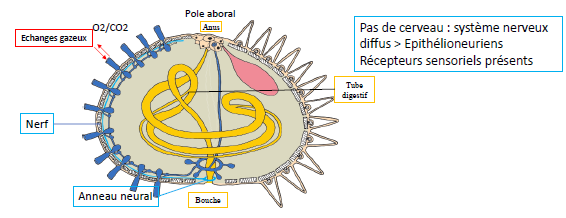 Pole aboral
Anus
O2/CO2
Echanges gazeux
Pas de cerveau : système nerveux
diffus > Epithélioneuriens
Récepteurs sensoriels présents
Tube
digestif
Nerf
Anneau neural
Bouche